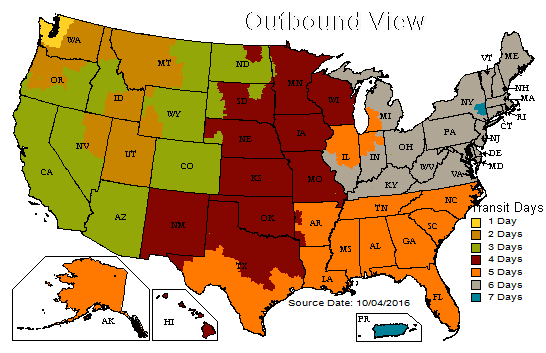 Outbound View
WA
OR
MT
ND
ID
SD
MN
WI
MI
WY
NV
UT
CA
CO
AZ
NM
NE
KS
IA
MO
OK
TX
AR
LA
IL
IN
OH
KY
WV
VA
PA
NY
VT
ME
NH
MA
RI
CT
NJ
DE
MD
TN
NC
SC
MS
AL
GA
FL
AK
HI
PR
Transit Days
1 Day
2 Days
3 Days
4 Days
5 Days
6 Days
7 Days
Source Date: 10/04/2016